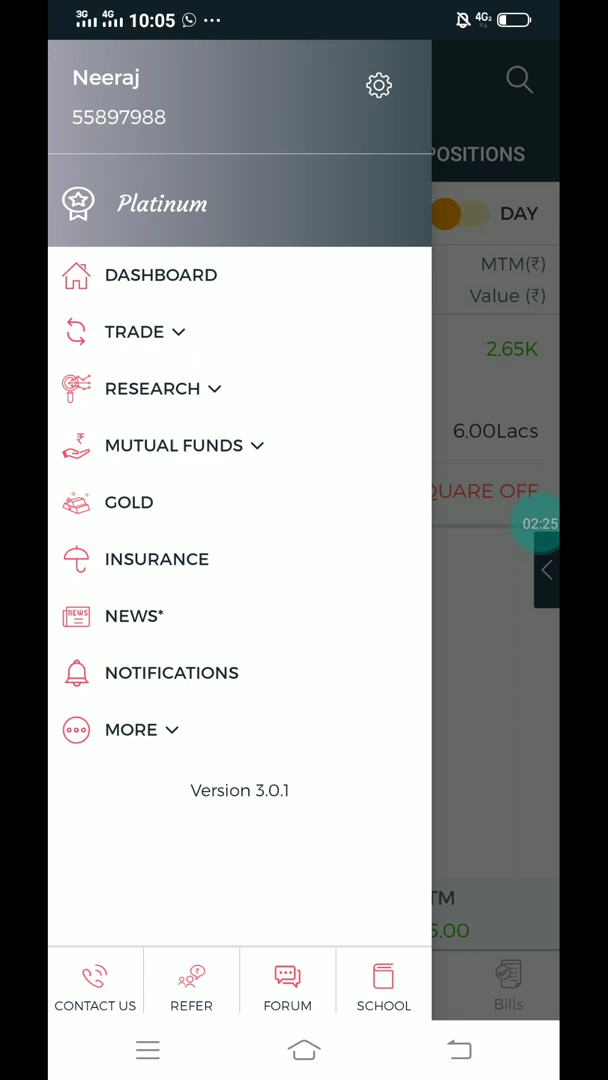 3G 4G 10:05 ... 4G
Neeraj
55897988
Platinum
POSITIONS
DAY
MTM(₹)
Value (₹)
2.65K
6.00Lacs
QUARE OFF
02:25
DASHBOARD
TRADE
RESEARCH
MUTUAL FUNDS
GOLD
INSURANCE
NEWS
NEWS*
NOTIFICATIONS
MORE
Version 3.0.1
TM
5.00
CONTACT US
REFER
FORUM
SCHOOL
Bills